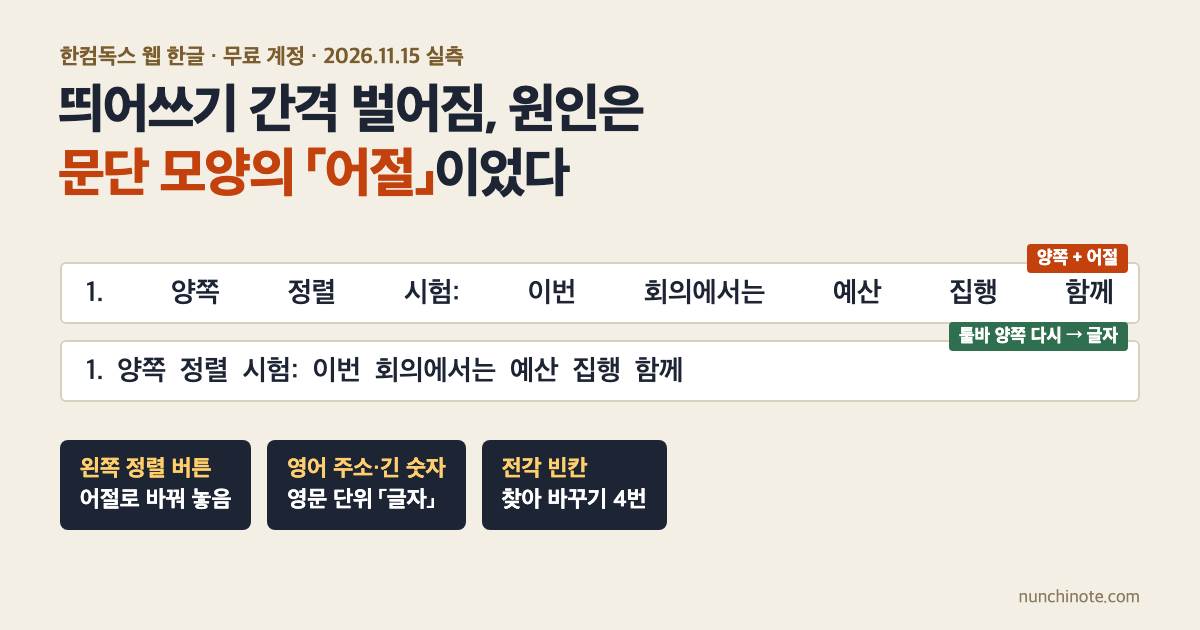 한컴독스 웹 한글 · 무료 계정 · 2026.11.15 실측
띄어쓰기 간격 벌어짐, 원인은
문단 모양의 「어절」이었다
양쪽 + 어절
1. 양쪽 정렬 시험: 이번 회의에서는 예산 집행 함께
툴바 양쪽 다시 → 글자
1. 양쪽 정렬 시험: 이번 회의에서는 예산 집행 함께
왼쪽 정렬 버튼
어절로 바꿔 놓음
영어 주소·긴 숫자
영문 단위 「글자」
전각 빈칸
찾아 바꾸기 4번
nunchinote.com